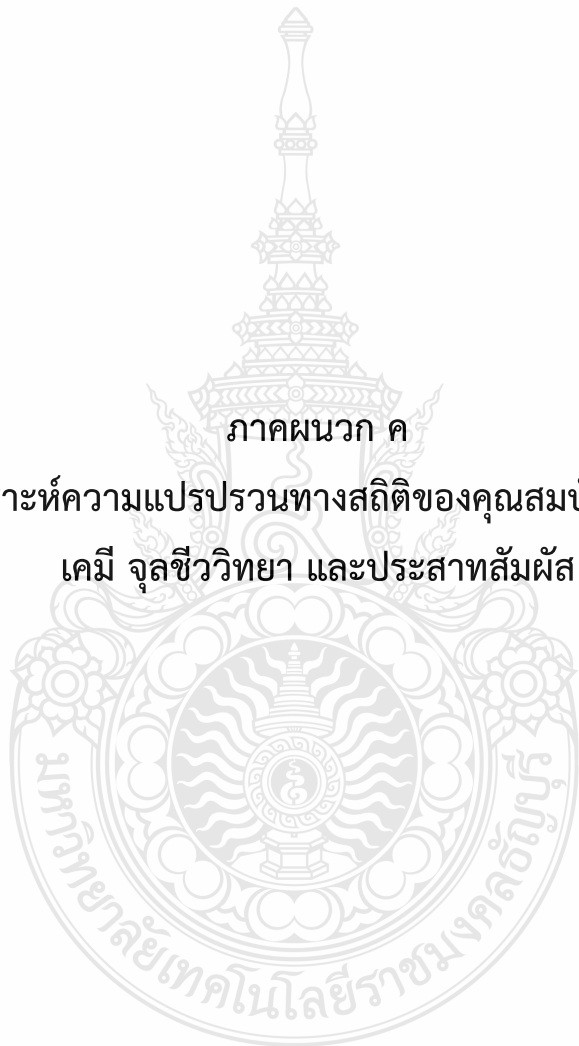 ภาคผนวก ค
าะห์ความแปรปรวนทางสถิติของคุณสมบ
เคมี จุลชีววิทยา และประสาทสัมผัส
มหาวิทยาลัยเทคโนโลยีราชมงคลธัญบุรี